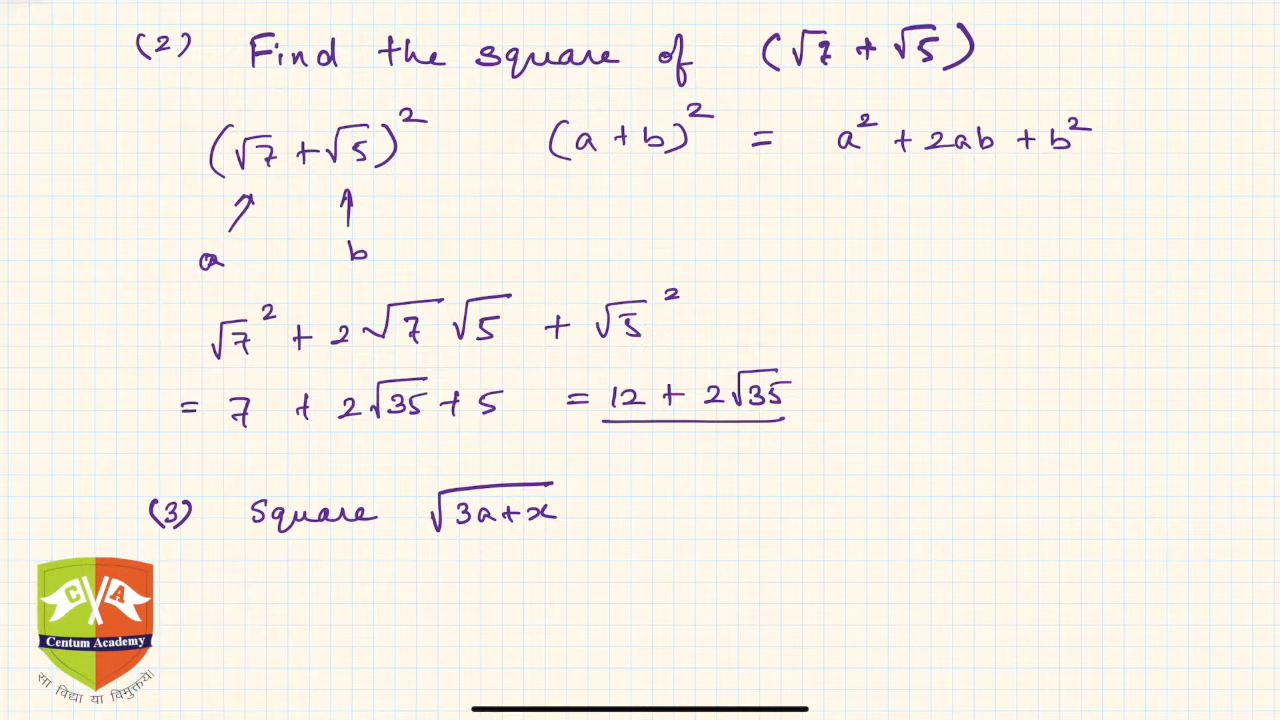 (2) Find the square of (√7 + √5)
(√7 + √5)² (a + b)² = a² + 2ab + b²
a b
√7² + 2√7 √5 + √5²
= 7 + 2√35 + 5 = 12 + 2√35
(3) Square √3a+x
C A
Centum Academy
सा विद्या या विमुक्तये।